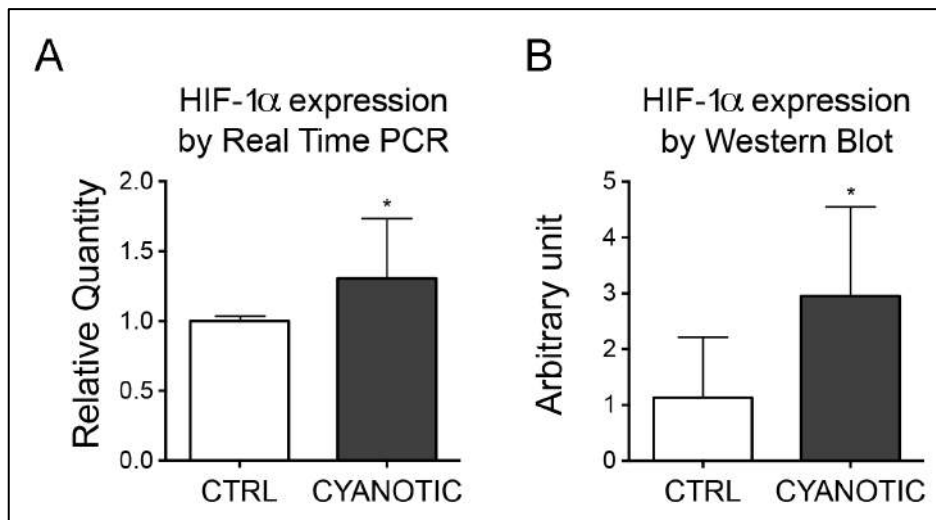 A
HIF-1α expression
by Real Time PCR
Relative Quantity
2.0
1.5
1.0
0.5
0.0
*
CTRL
CYANOTIC
B
HIF-1α expression
by Western Blot
Arbitrary unit
5
4
3
2
1
0
*
CTRL
CYANOTIC